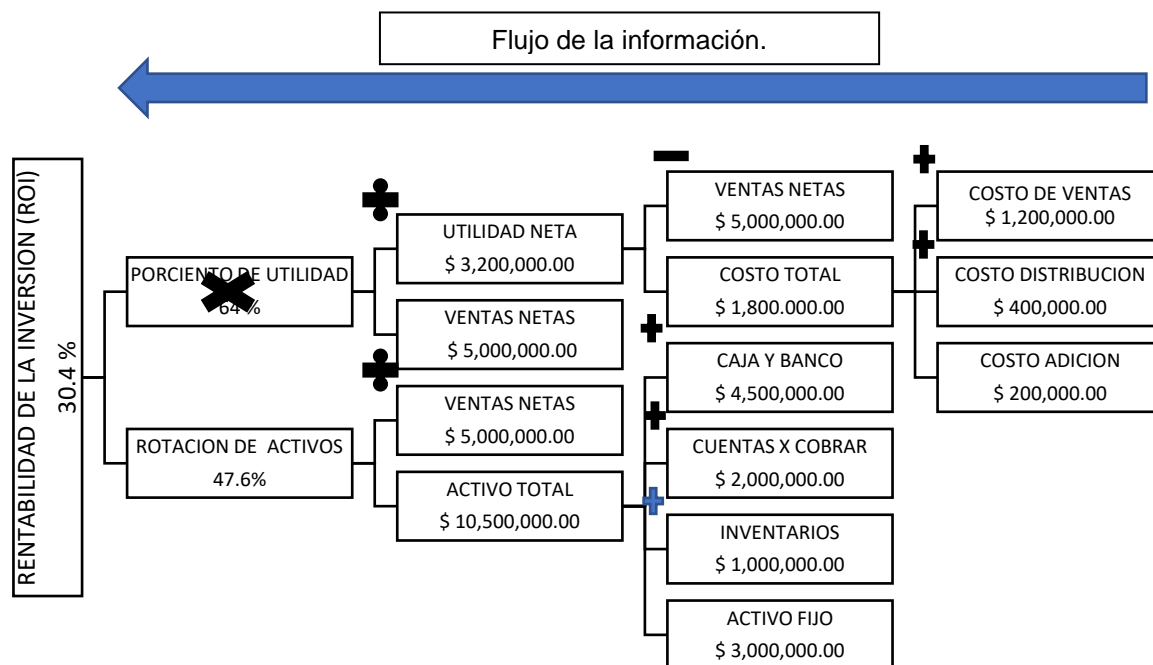 Flujo de la información.
RENTABILIDAD DE LA INVERSION (ROI)
30.4 %
PORCIENTO DE UTILIDAD
64 %
ROTACION DE  ACTIVOS
47.6%
UTILIDAD NETA
$ 3,200,000.00
VENTAS NETAS
$ 5,000,000.00
VENTAS NETAS
$ 5,000,000.00
ACTIVO TOTAL
$ 10,500,000.00
VENTAS NETAS
$ 5,000,000.00
COSTO TOTAL
$ 1,800.000.00
CAJA Y BANCO
$ 4,500,000.00
CUENTAS X COBRAR
$ 2,000,000.00
INVENTARIOS
$ 1,000,000.00
ACTIVO FIJO
$ 3,000,000.00
COSTO DE VENTAS
$ 1,200,000.00
COSTO DISTRIBUCION
$ 400,000.00
COSTO ADICION
$ 200,000.00